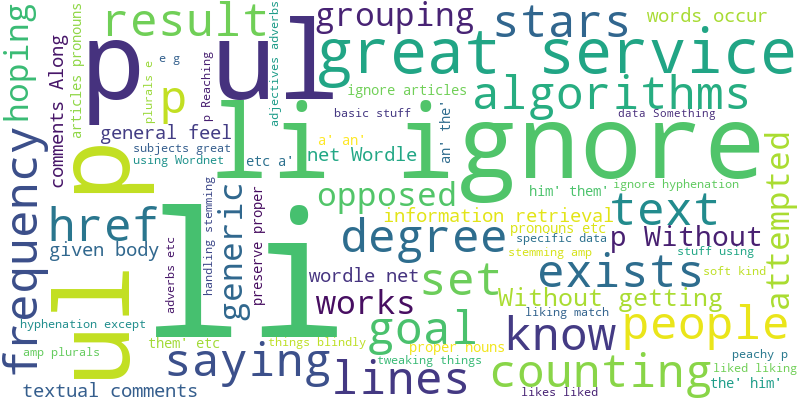 hoping
result
grouping
stars
words occur
articles pronouns
plurals e
e g
p Reaching
adjectives adverbs
p
ul
great service
comments Along
p
ignore articles
algorithms
basic stuff
data Something
general feel
li
li
ignore
a' an'
an' the'
subjects great
using Wordnet
etc a'
net Wordle
frequency
p
href
given body
adverbs etc
handling stemming
generic
preserve proper
opposed
him' them'
ignore hyphenation
text
attempted
information retrieval
degree
pronouns etc
specific data
p Without
stemming amp
stuff using
exists
soft kind
ul
li
wordle net
set
works
Without getting
liking match
hyphenation except
them' etc
things blindly
goal
know
people
amp plurals
saying
proper nouns
tweaking things
lines
counting
peachy p
liked liking
the' him'
textual comments
likes liked